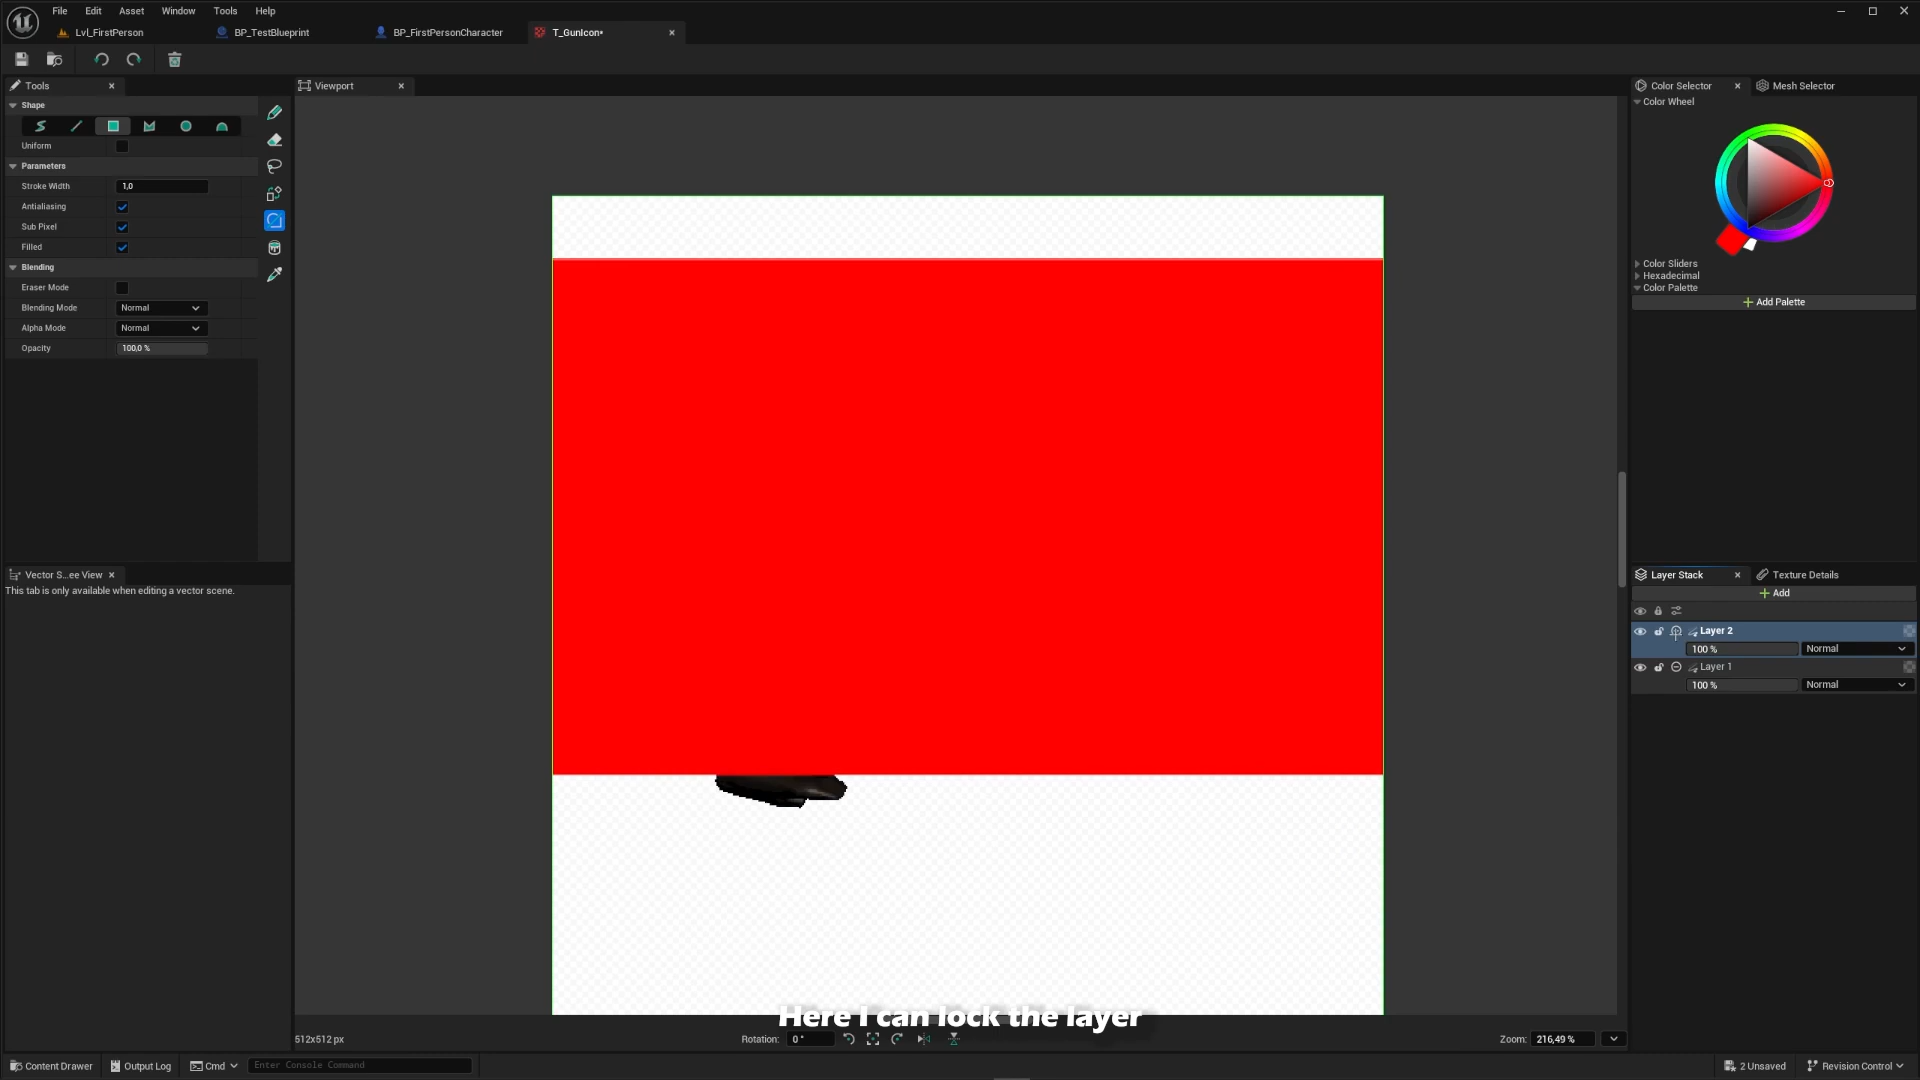 File Edit Asset Window Tools Help
Lvl_FirstPerson
BP_TestBlueprint
BP_FirstPersonCharacter
T_GunIcon•
Tools
Viewport
Color Selector
Mesh Selector
Shape
Color Wheel
Uniform
Parameters
Stroke Width 1,0
Antialiasing
Sub Pixel
Filled
Blending
Eraser Mode
Blending Mode Normal
Alpha Mode Normal
Opacity 100,0 %
Color Sliders
Hexadecimal
Color Palette
Add Palette
Vector S...ee View
This tab is only available when editing a vector scene.
Layer Stack
Texture Details
Add
Layer 2
100 % Normal
Layer 1
100 % Normal
Here I can lock the layer
512x512 px
Rotation: 0 °
Zoom: 216,49 %
Content Drawer
Output Log
Cmd
Enter Console Command
2 Unsaved
Revision Control